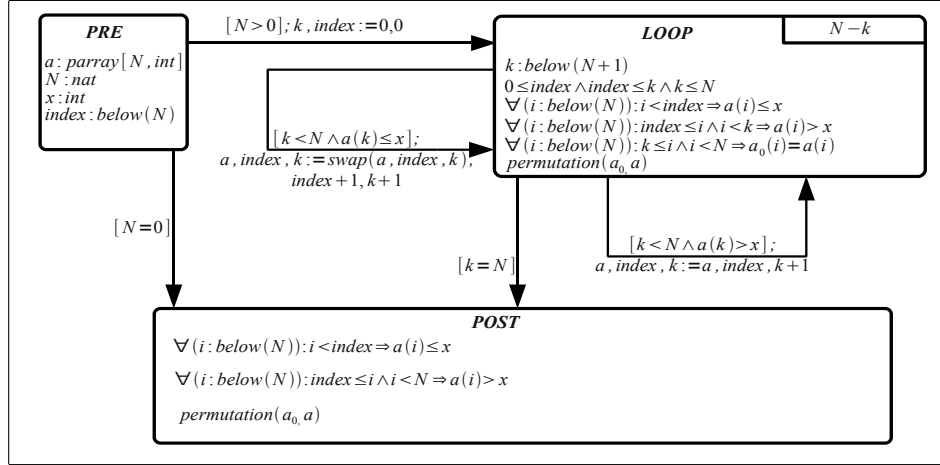 PRE
a : parray[N , int]
N : nat
x : int
index : below(N)
[N>0]; k , index := 0,0
LOOP
N−k
k : below(N+1)
0≤index∧index≤k∧k≤N
∀(i : below(N)): i<index⇒a(i)≤x
∀(i : below(N)): index≤i∧i<k⇒a(i)>x
∀(i : below(N)): k≤i∧i<N⇒a₀(i)=a(i)
permutation(a₀, a)
[k<N∧a(k)≤x];
a , index , k := swap(a , index , k),
index+1, k+1
[N=0]
[k=N]
[k<N∧a(k)>x];
a , index , k := a , index , k+1
POST
∀(i : below(N)): i<index⇒a(i)≤x
∀(i : below(N)): index≤i∧i<N⇒a(i)>x
permutation(a₀, a)